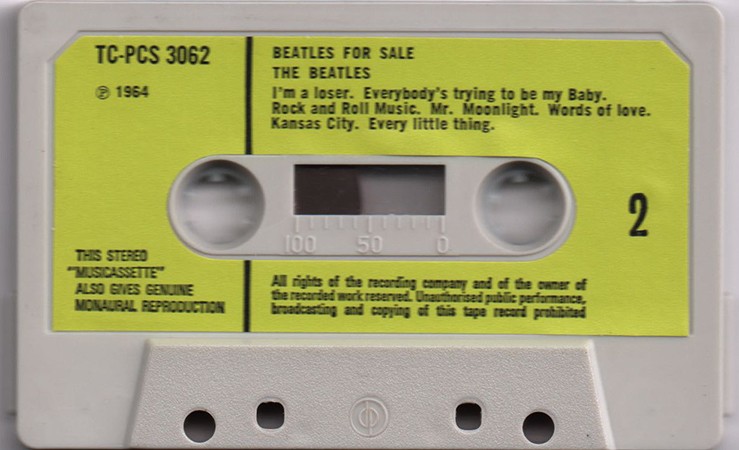 TC-PCS 3062
℗ 1964
BEATLES FOR SALE
THE BEATLES
I'm a loser. Everybody's trying to be my Baby.
Rock and Roll Music. Mr. Moonlight. Words of love.
Kansas City. Every little thing.
100 50 0
2
THIS STEREO
"MUSICASSETTE"
ALSO GIVES GENUINE
MONAURAL REPRODUCTION
All rights of the recording company and of the owner of
the recorded work reserved. Unauthorised public performance,
broadcasting and copying of this tape record prohibited